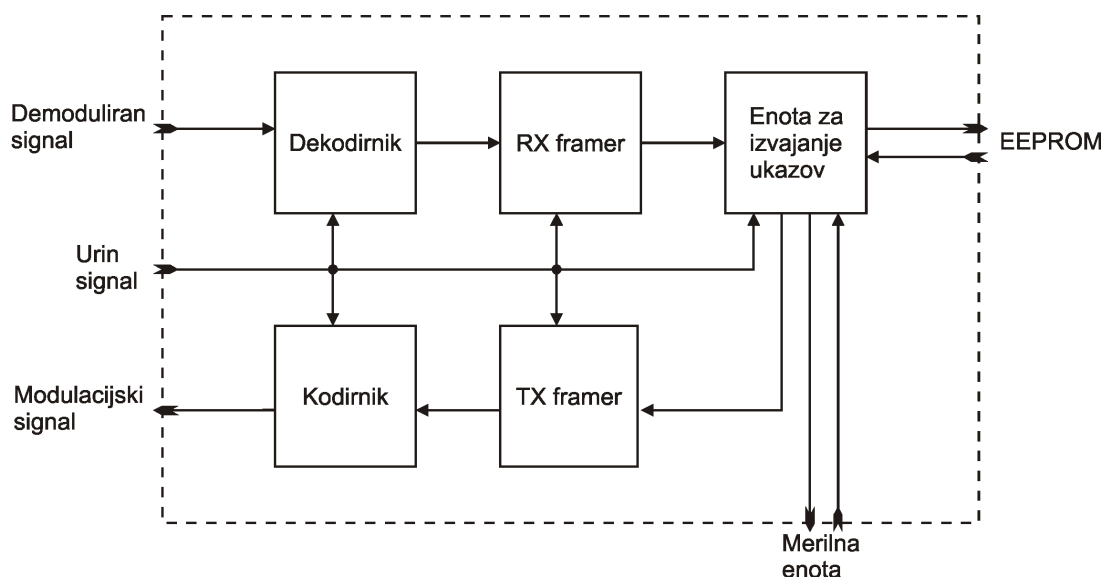 Demoduliran
signal
Dekodirnik
RX framer
Enota za
izvajanje
ukazov
EEPROM
Urin
signal
Modulacijski
signal
Kodirnik
TX framer
Merilna
enota